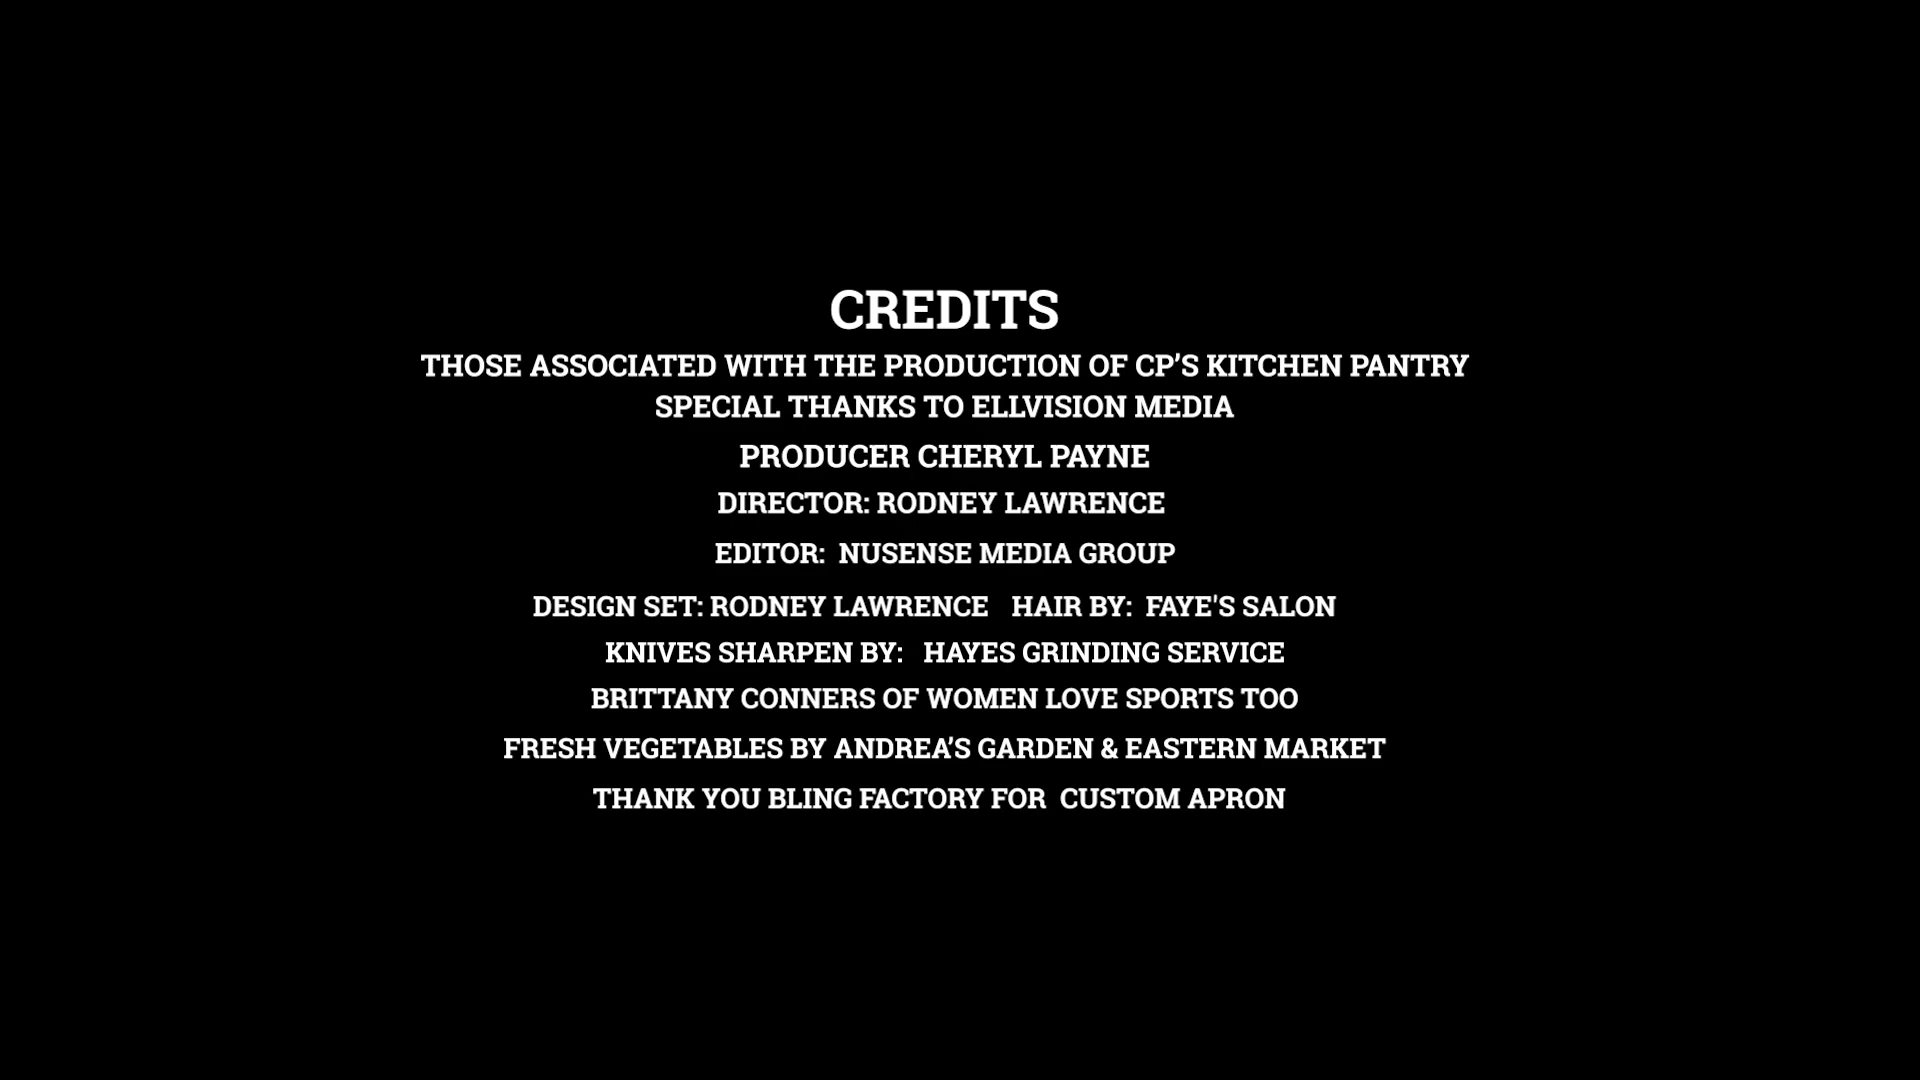 CREDITS
THOSE ASSOCIATED WITH THE PRODUCTION OF CP’S KITCHEN PANTRY
SPECIAL THANKS TO ELLVISION MEDIA
PRODUCER CHERYL PAYNE
DIRECTOR: RODNEY LAWRENCE
EDITOR:  NUSENSE MEDIA GROUP
DESIGN SET: RODNEY LAWRENCE   HAIR BY:  FAYE'S SALON
KNIVES SHARPEN BY:   HAYES GRINDING SERVICE
BRITTANY CONNERS OF WOMEN LOVE SPORTS TOO
FRESH VEGETABLES BY ANDREA’S GARDEN & EASTERN MARKET
THANK YOU BLING FACTORY FOR  CUSTOM APRON